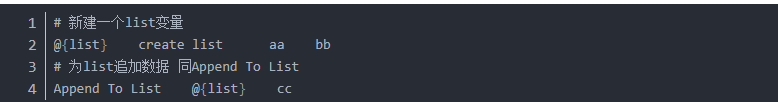 1 # 新建一个list变量
2 @{list}    create list      aa    bb
3 # 为list追加数据 同Append To List
4 Append To List    @{list}    cc